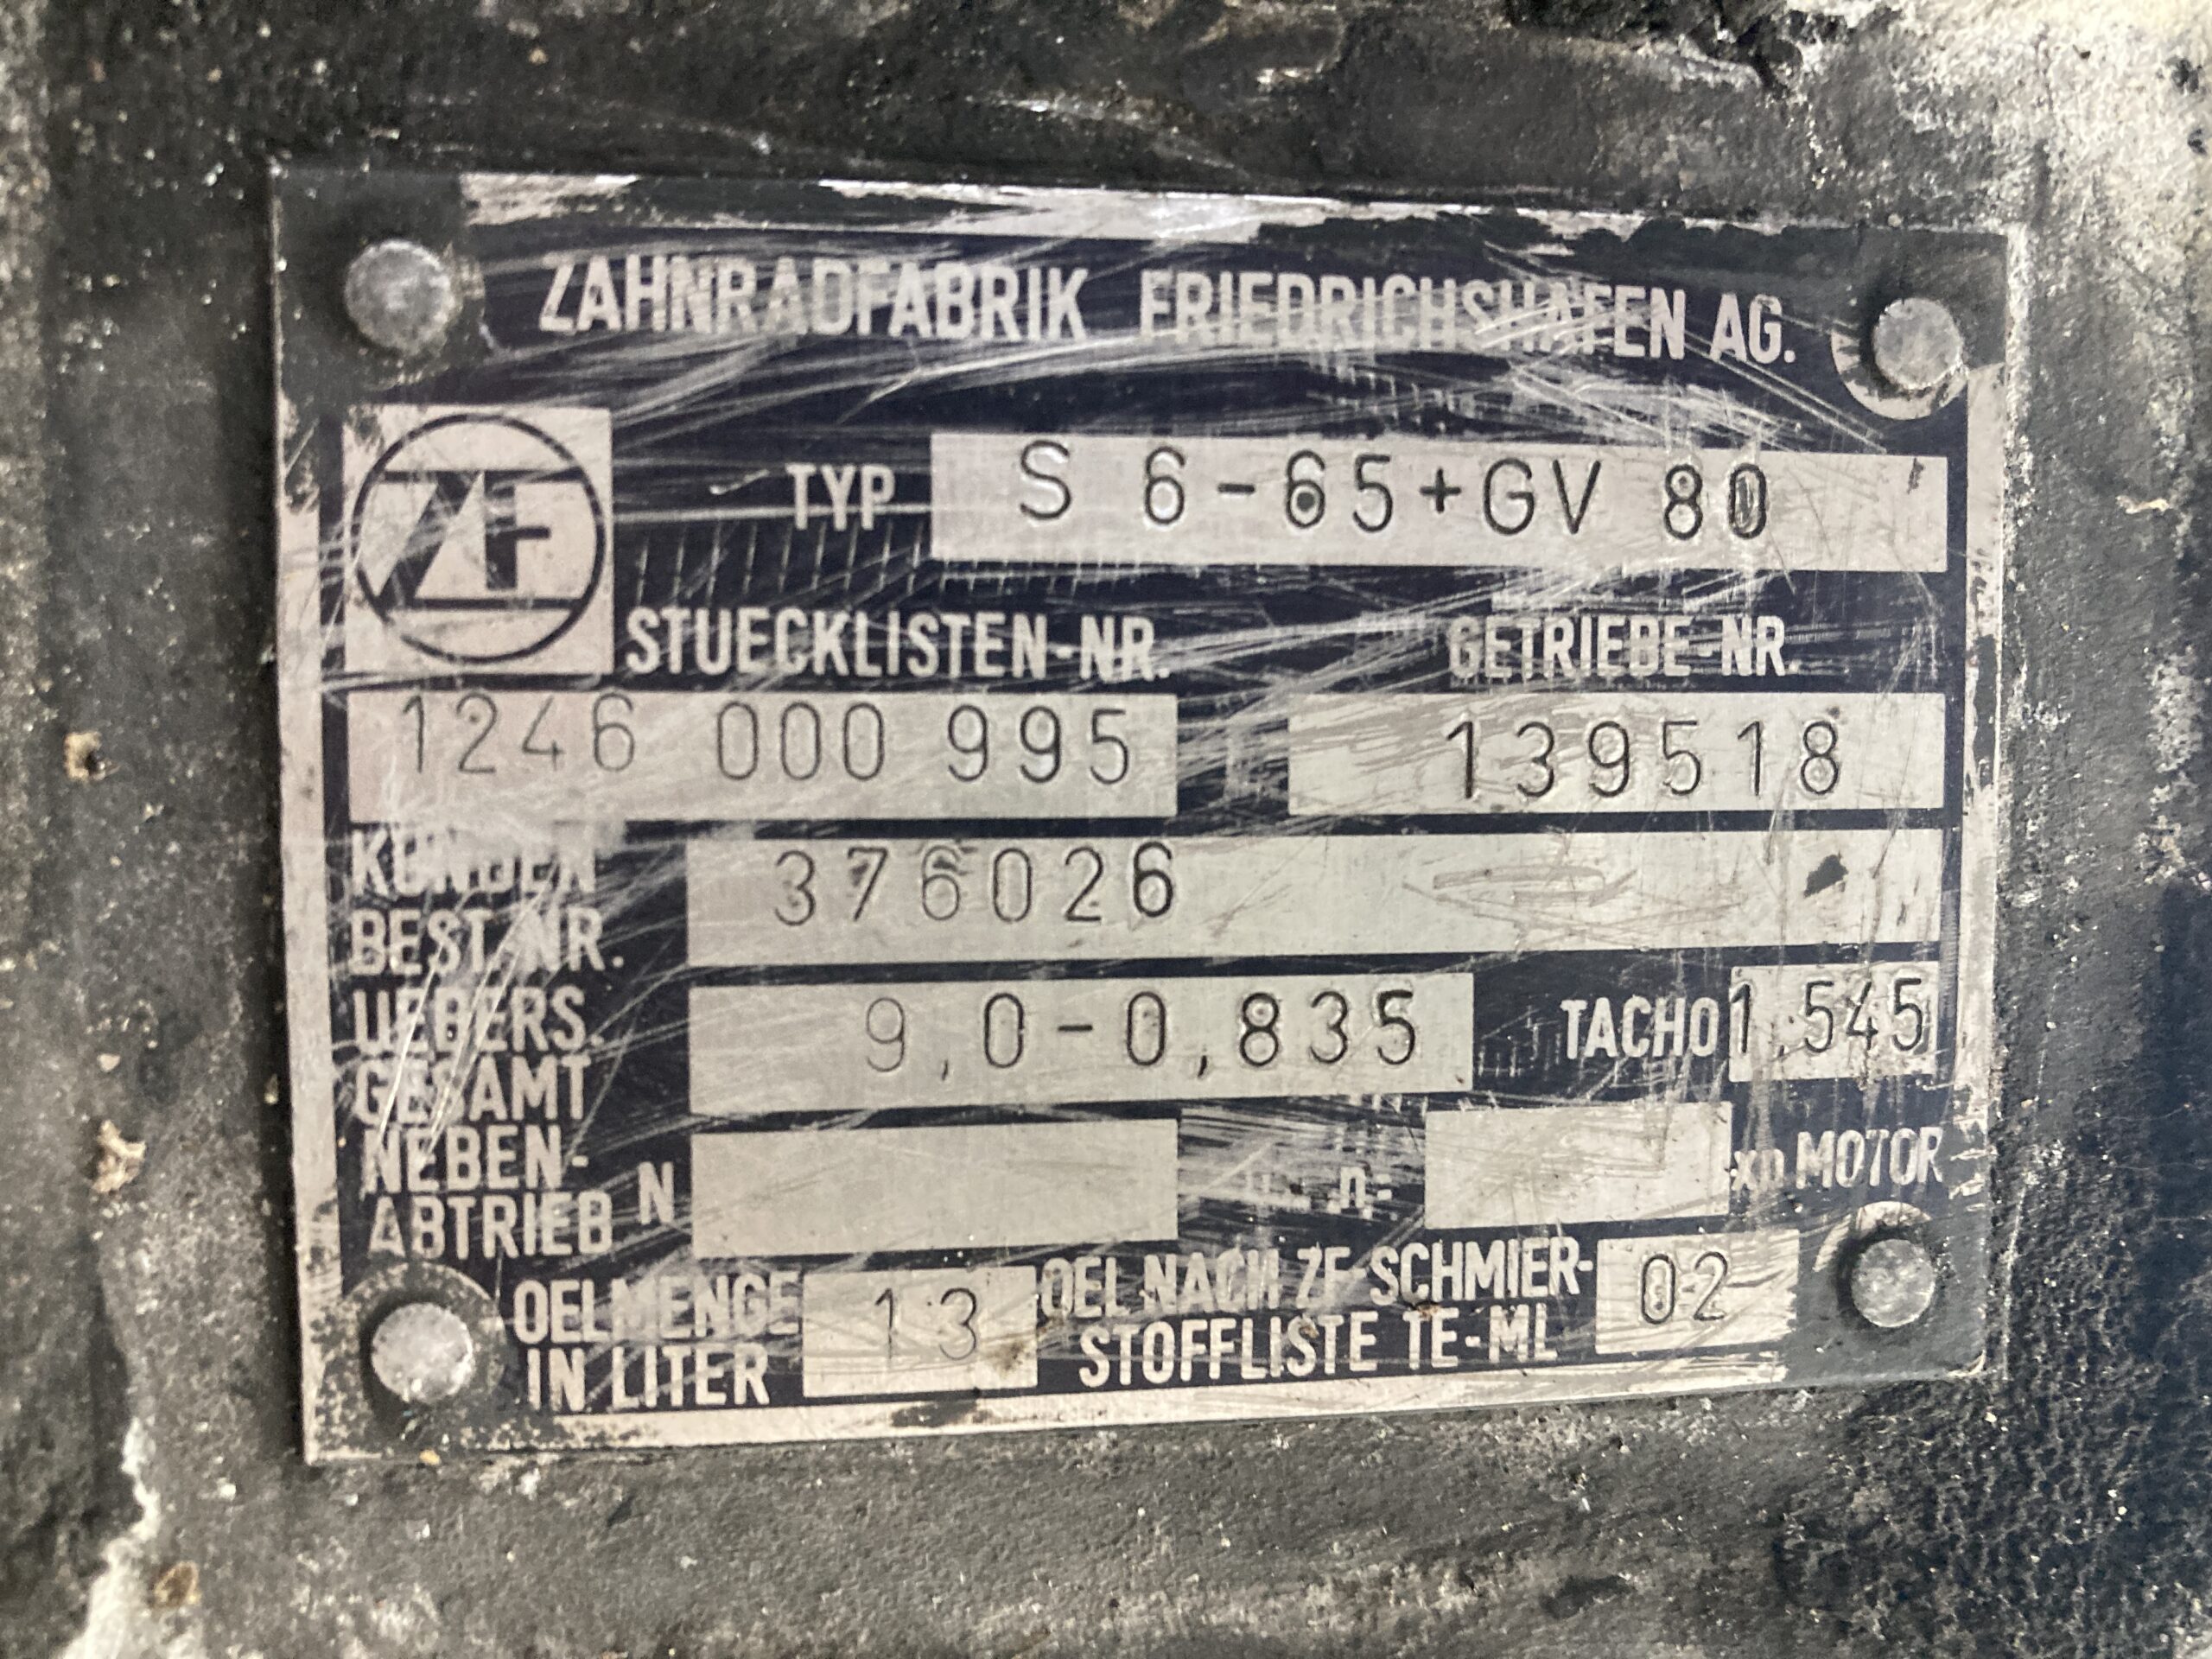 ZAHNRADFABRIK FRIEDRICHSHAFEN AG.
ZF
TYP S 6-65+GV 80
STUECKLISTEN-NR. GETRIEBE-NR.
1246 000 995 139518
KUNDEN
BEST.NR. 376026
UEBERS.
GESAMT 9,0-0,835 TACHO 1,545
NEBEN-
ABTRIEB N n= xn MOTOR
OELMENGE
IN LITER 13
OEL NACH ZF SCHMIER-
STOFFLISTE TE-ML 02